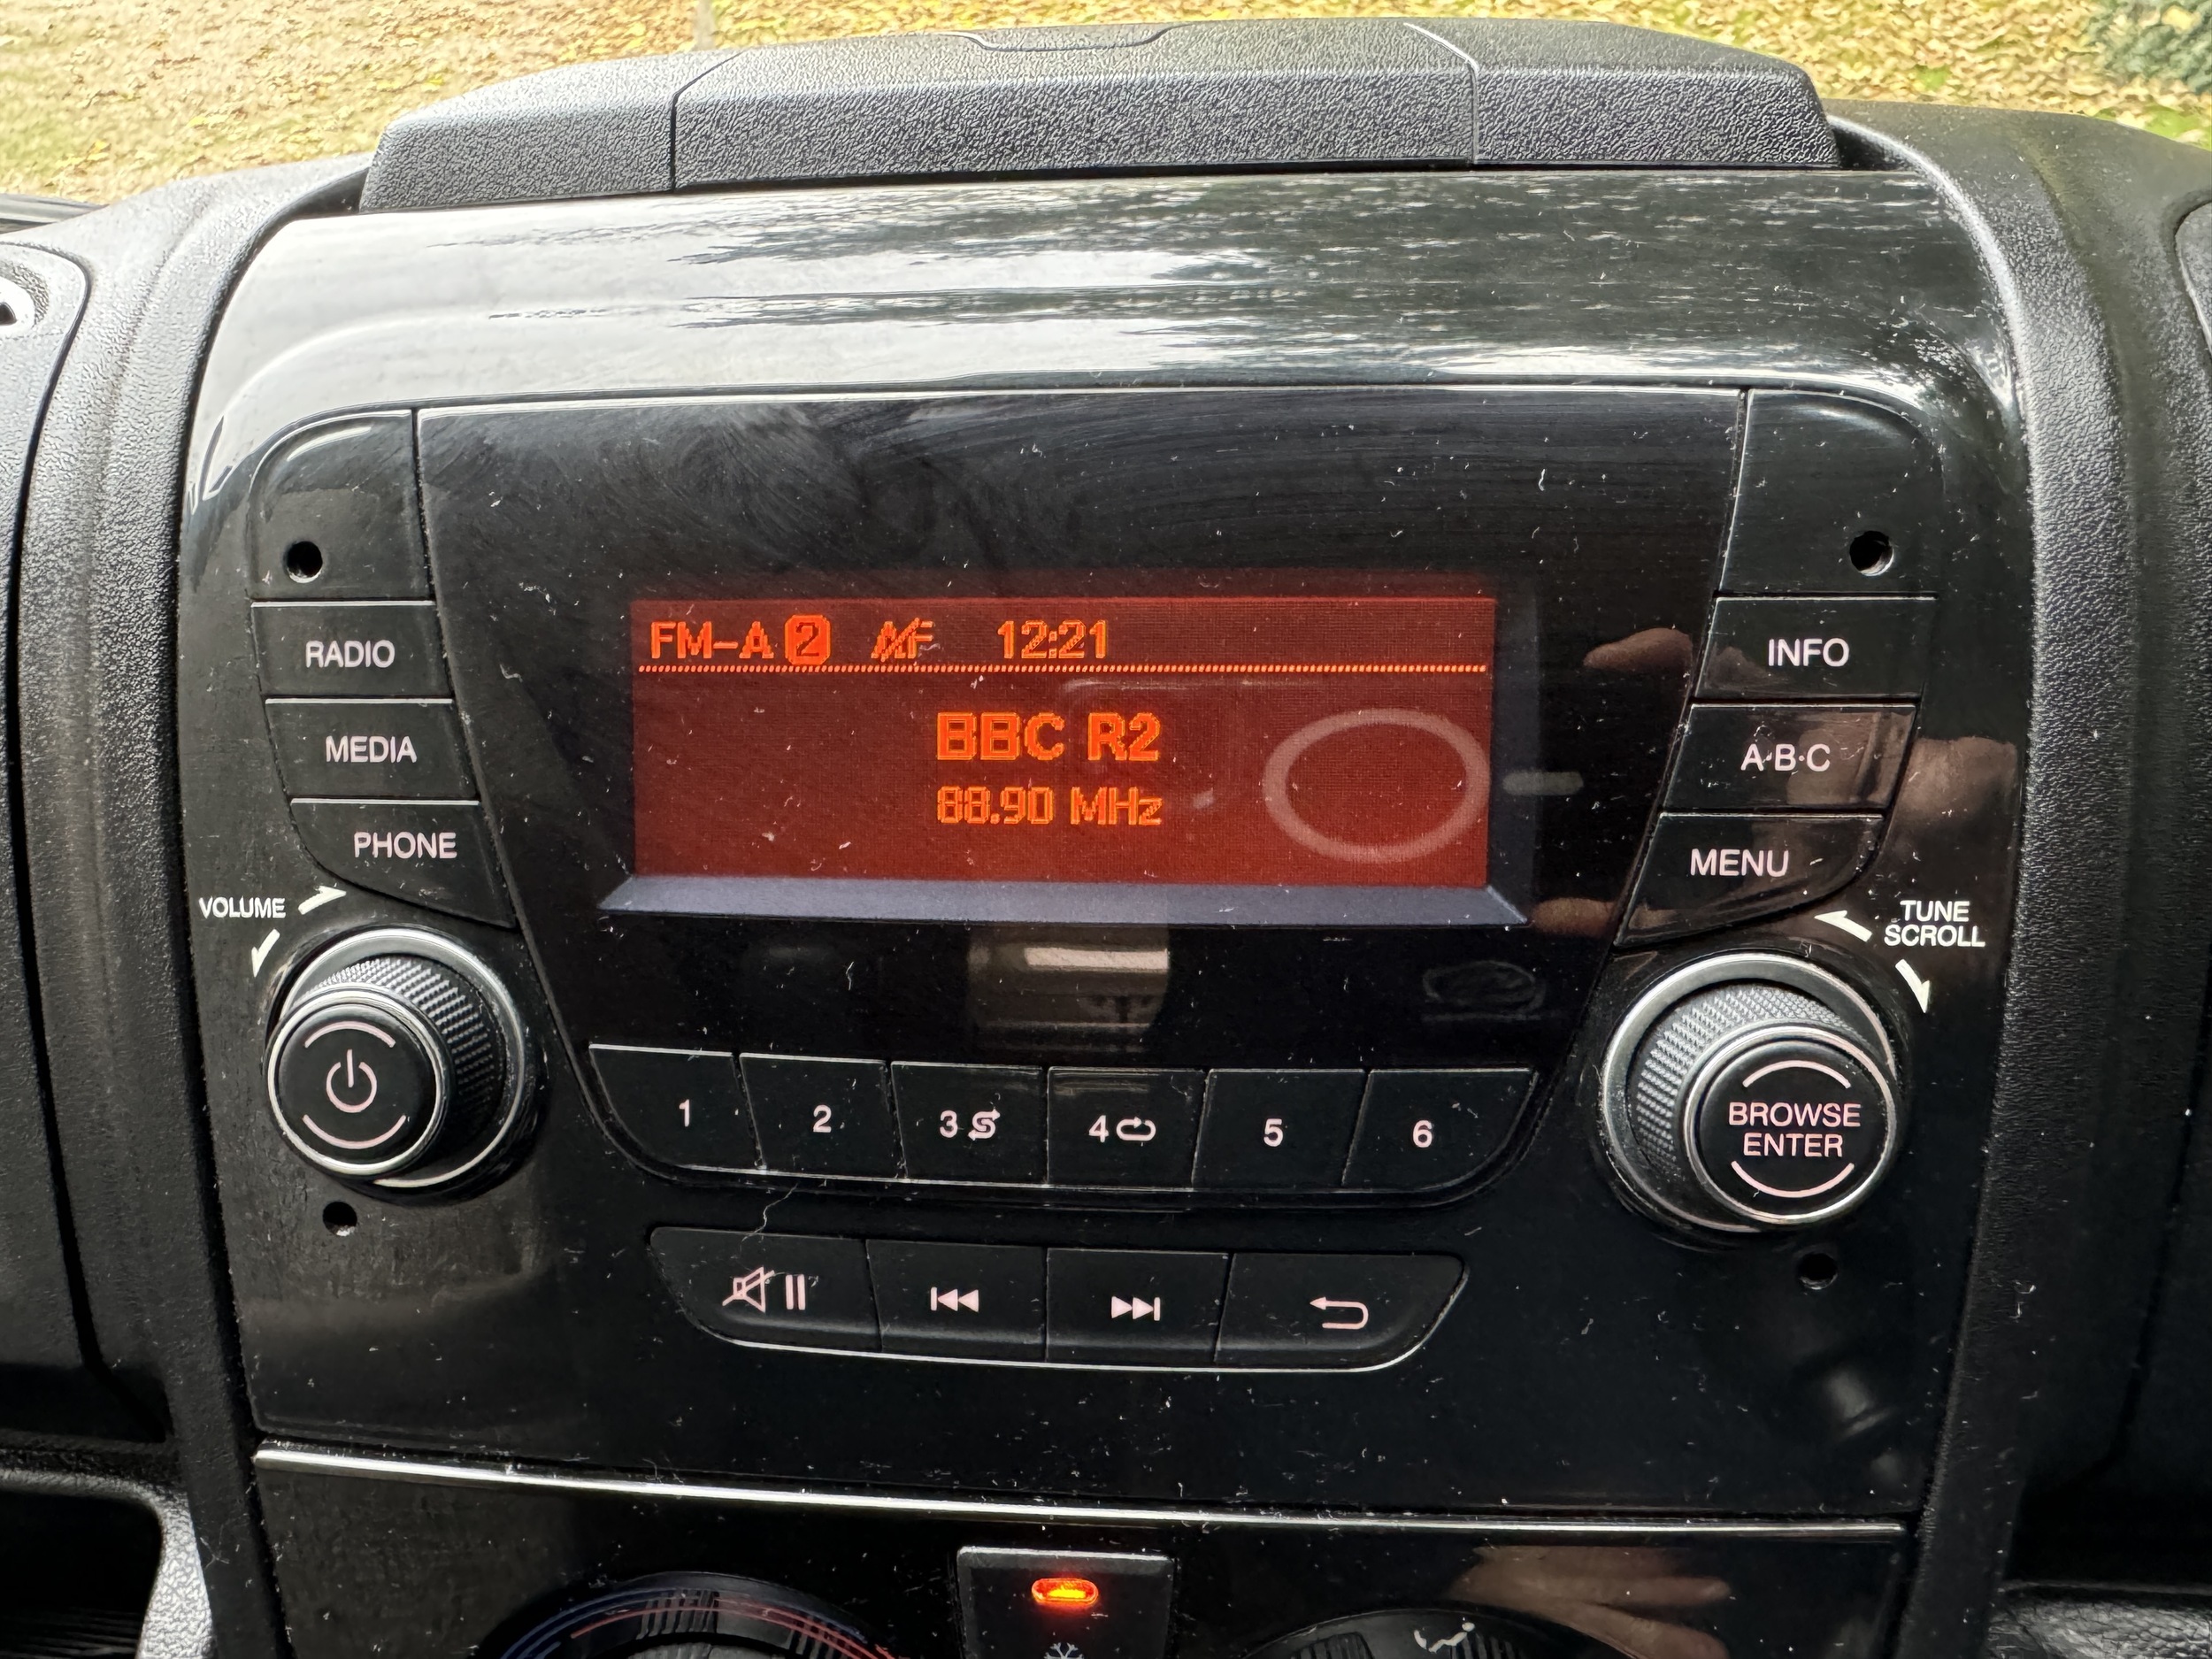 FM-A 2 AF 12:21
BBC R2
88.90 MHz
RADIO
MEDIA
PHONE
INFO
A·B·C
MENU
VOLUME
TUNE
SCROLL
BROWSE
ENTER
1 2 3 4 5 6